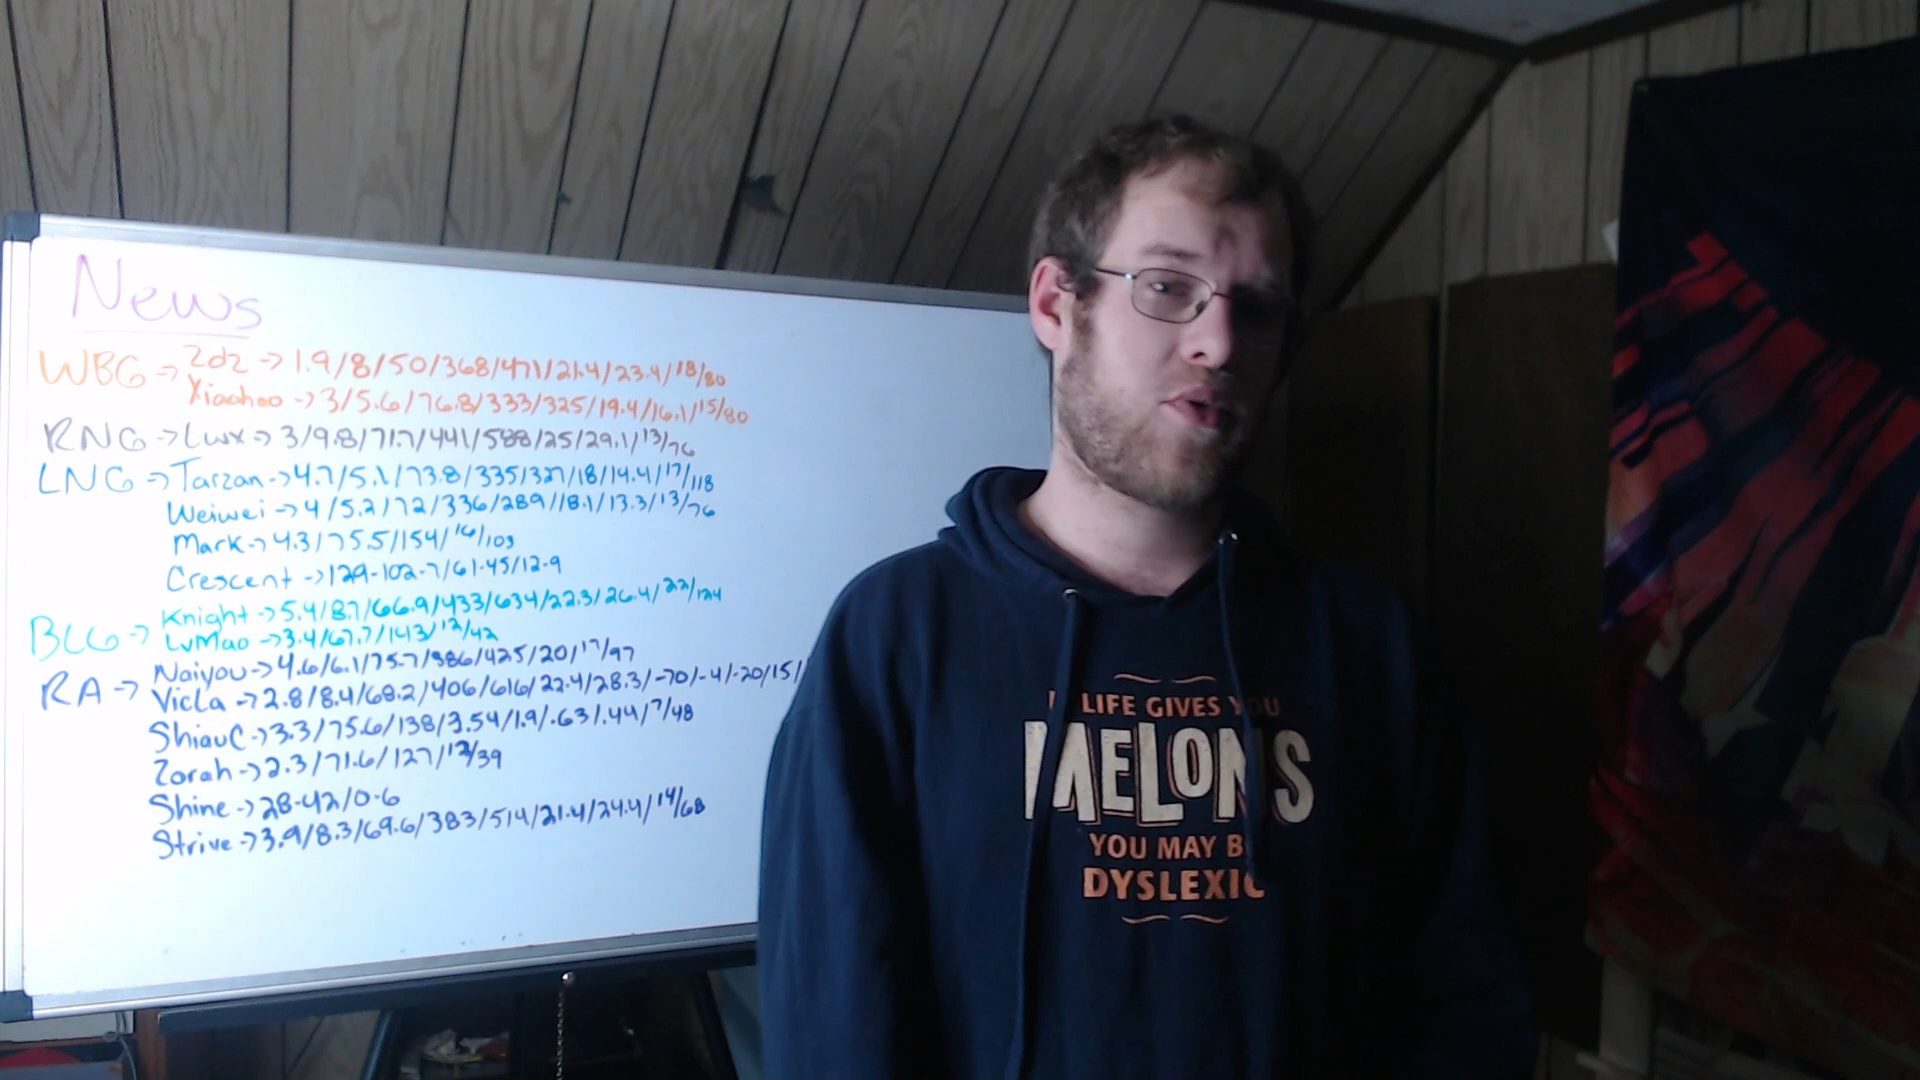 News
WBG -> Zdz -> 1.9/8/50/368/471/21.4/23.4/18/80
Xiaohao -> 3/5.6/76.8/333/325/19.4/16.1/15/80
RNG -> Lwx -> 3/9.8/71.7/441/588/25/29.1/13/76
LNG -> Tarzan -> 4.7/5.1/73.8/335/327/18/14.4/17/118
Weiwei -> 4/5.2/72/336/289/18.1/13.3/13/76
Mark -> 4.3/75.5/154/16/103
Crescent -> 129-102-7/61-45/12-9
BLG -> Knight -> 5.4/8.7/66.9/433/634/22.3/26.4/22/124
LvMao -> 3.4/67.7/143/12/42
RA -> Naiyou -> 4.6/6.1/75.7/386/425/20/17/97
Vicla -> 2.8/8.4/68.2/406/616/22.4/28.3/-70/-4/-20/15/
ShiauC -> 3.3/75.6/138/3.54/1.9/.63/.44/7/48
Zorah -> 2.3/71.6/127/12/39
Shine -> 28-42/0-6
Strive -> 3.9/8.3/69.6/383/514/21.4/24.4/14/68
LIFE GIVES YOU
MELONS
YOU MAY B
DYSLEXIC